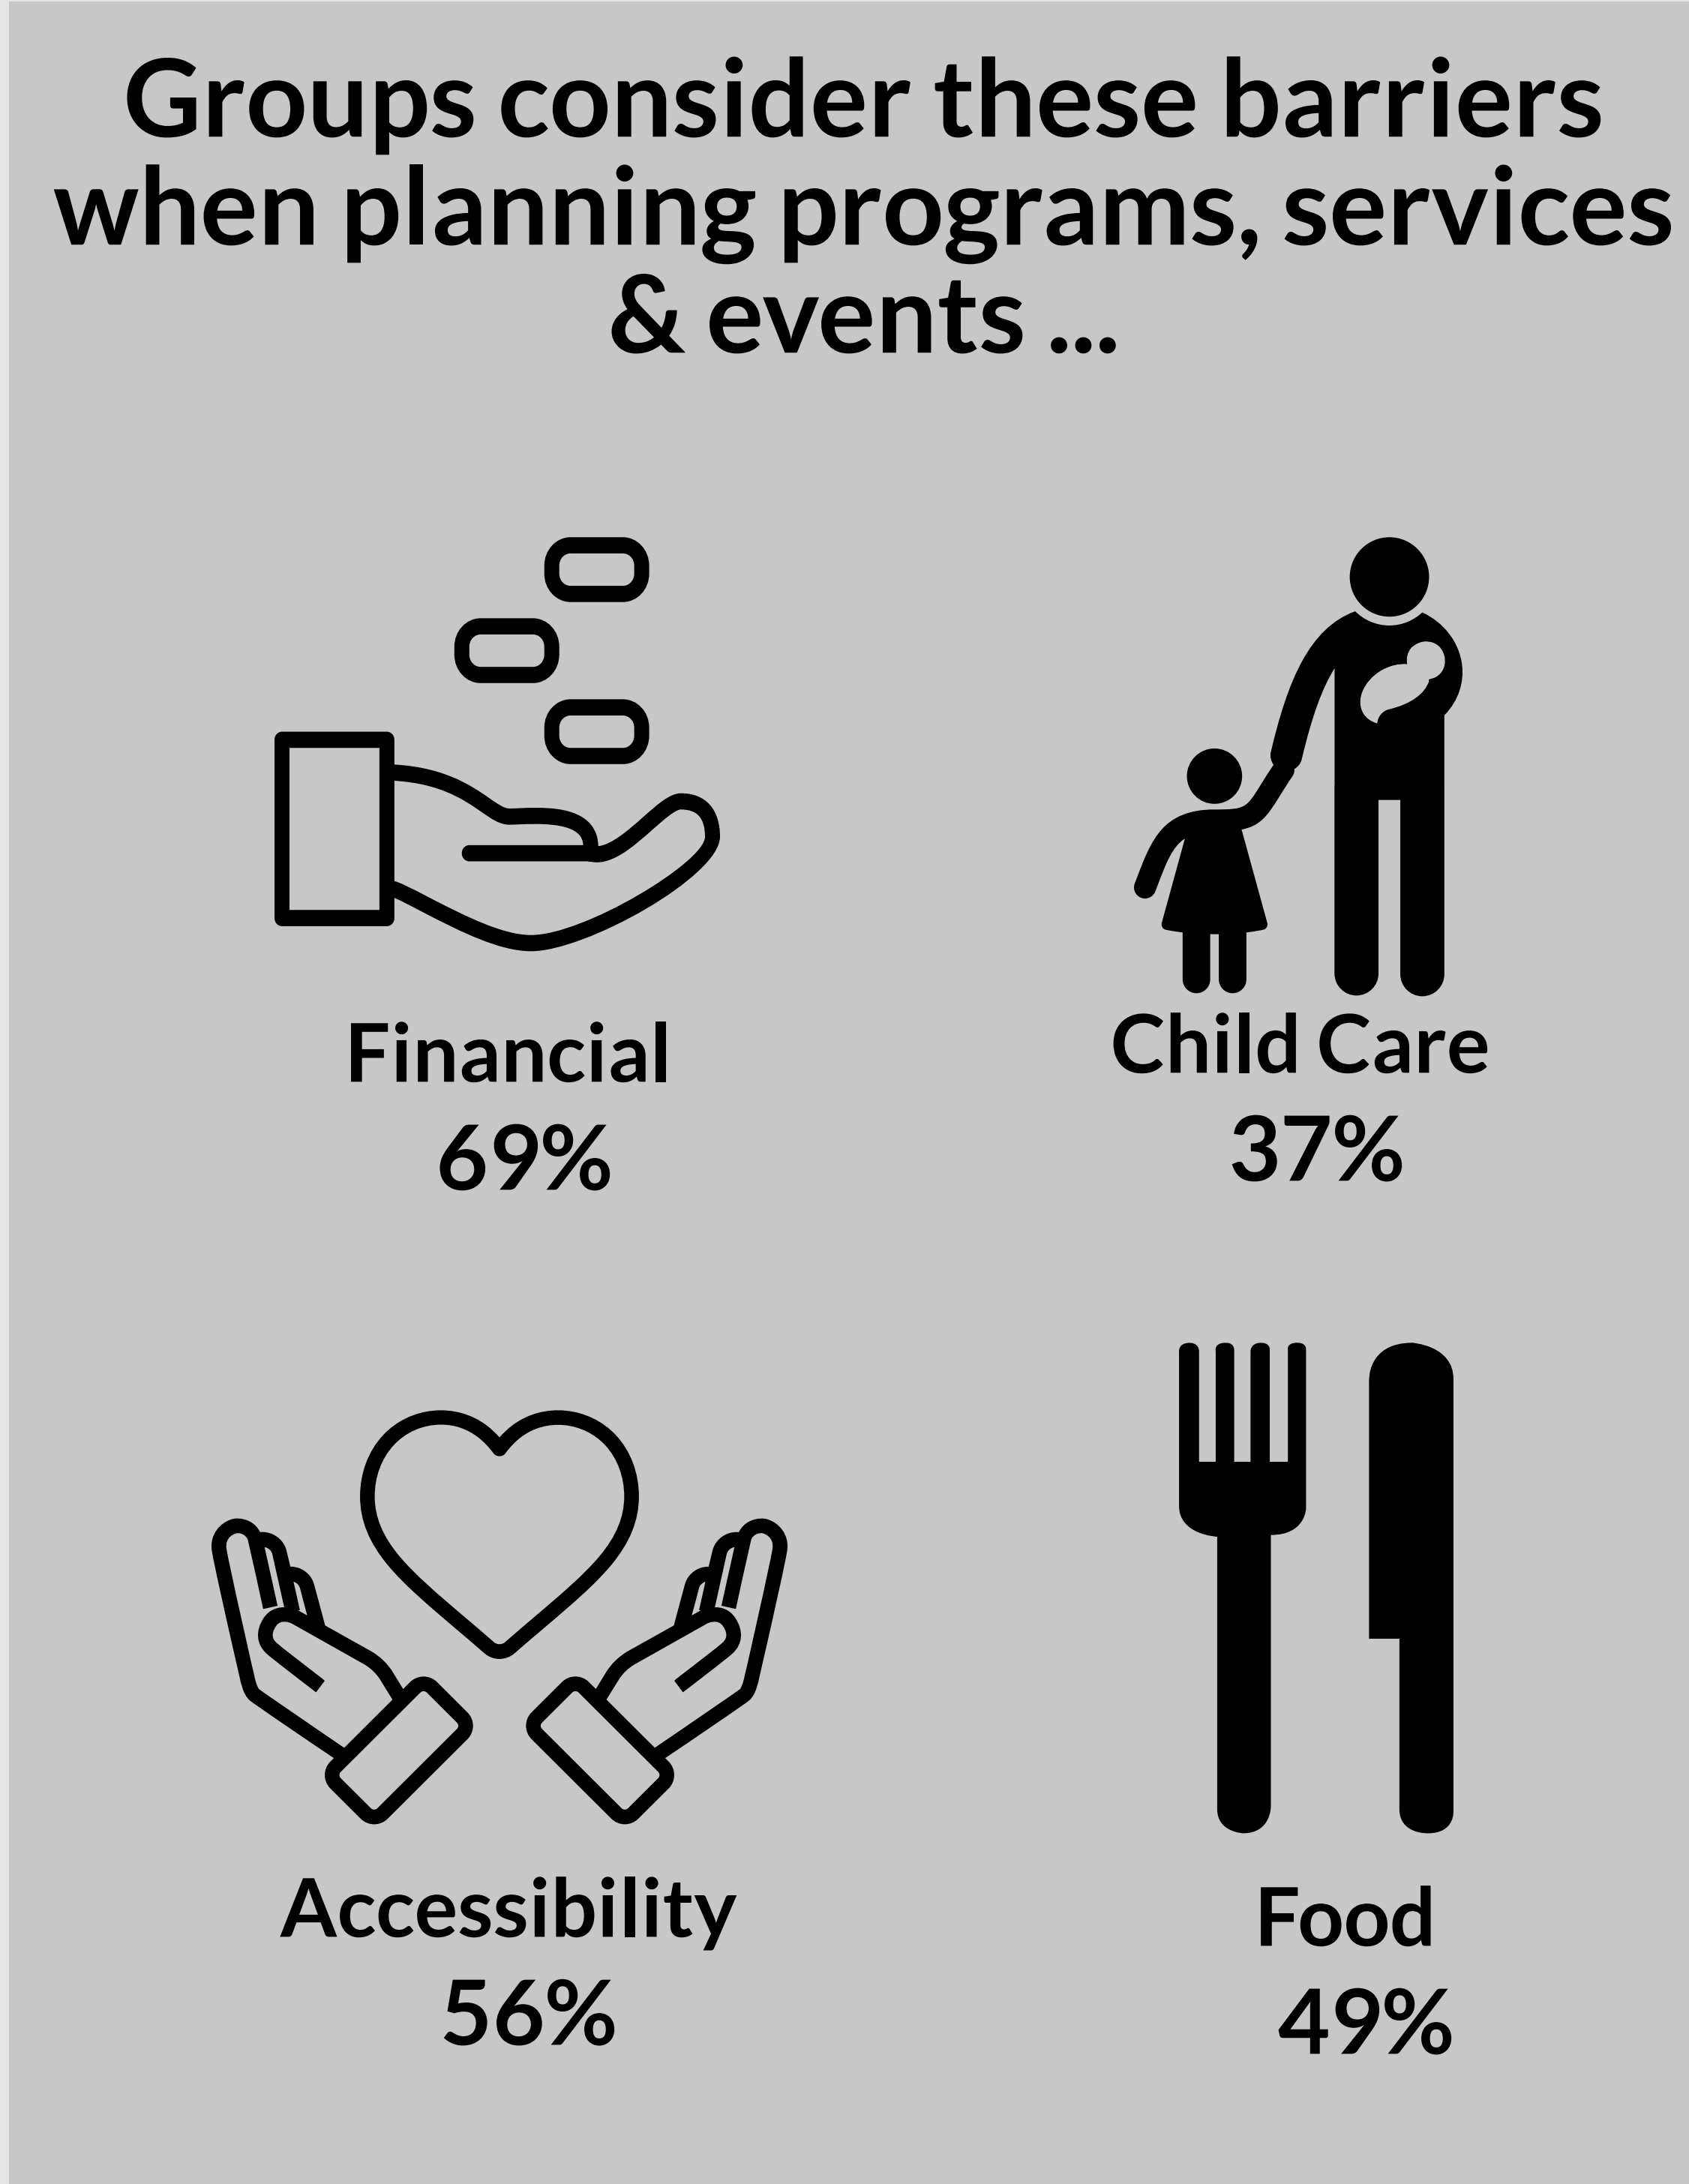 Groups consider these barriers
when planning programs, services
& events ...
Financial
69%
Child Care
37%
Accessibility
56%
Food
49%